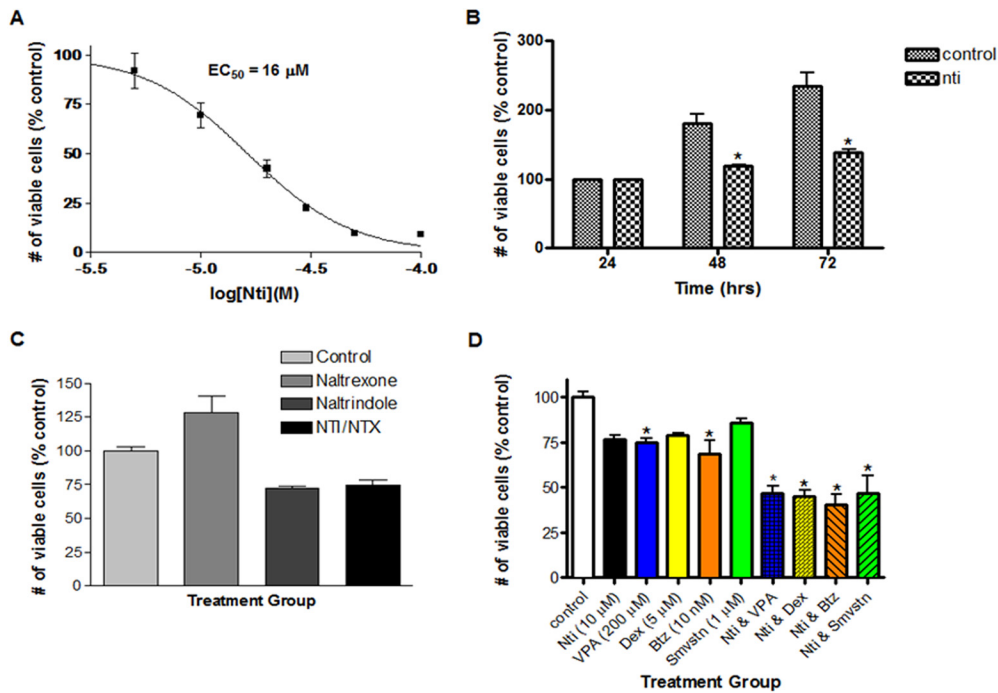 A
# of viable cells (% control)
100
75
50
25
0
EC50 = 16 µM
-5.5
-5.0
-4.5
-4.0
log[Nti](M)
B
# of viable cells (% control)
300
200
100
0
control
nti
*
*
24
48
72
Time (hrs)
C
# of viable cells (% control)
150
125
100
75
50
25
0
Control
Naltrexone
Naltrindole
NTI/NTX
Treatment Group
D
# of viable cells (% control)
100
75
50
25
0
*
*
*
*
*
*
control
Nti (10 µM)
VPA (200 µM)
Dex (5 µM)
Btz (10 nM)
Smvstn (1 µM)
Nti & VPA
Nti & Dex
Nti & Btz
Nti & Smvstn
Treatment Group